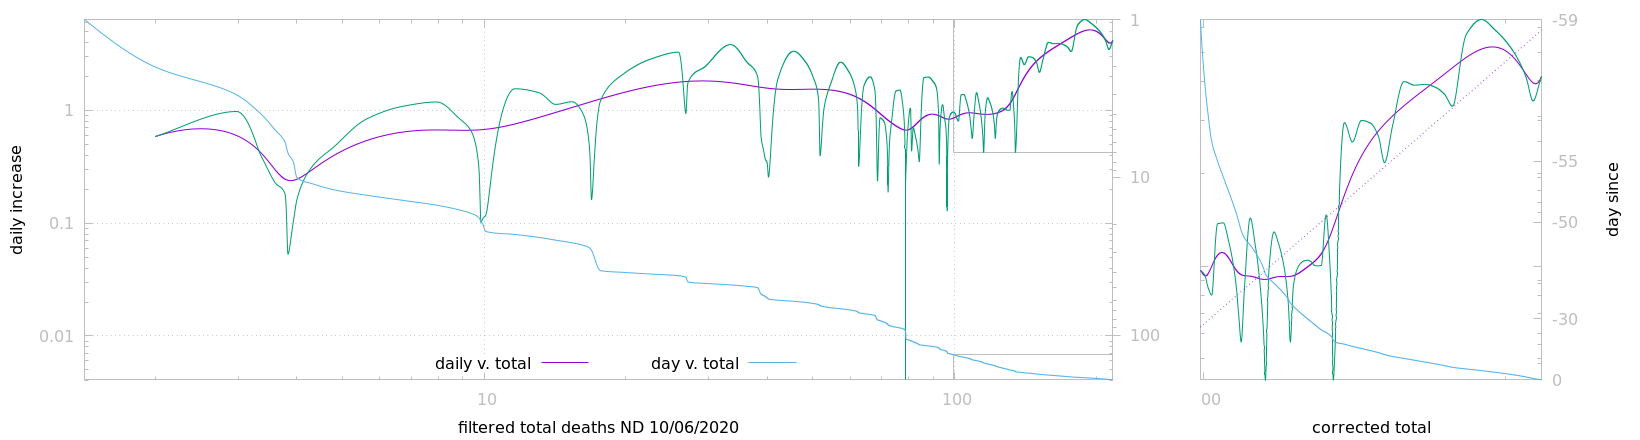 daily increase
1
0.1
0.01
10
100
daily v. total
day v. total
filtered total deaths ND 10/06/2020
1
10
100
00
corrected total
-59
-55
-50
-30
0
day since